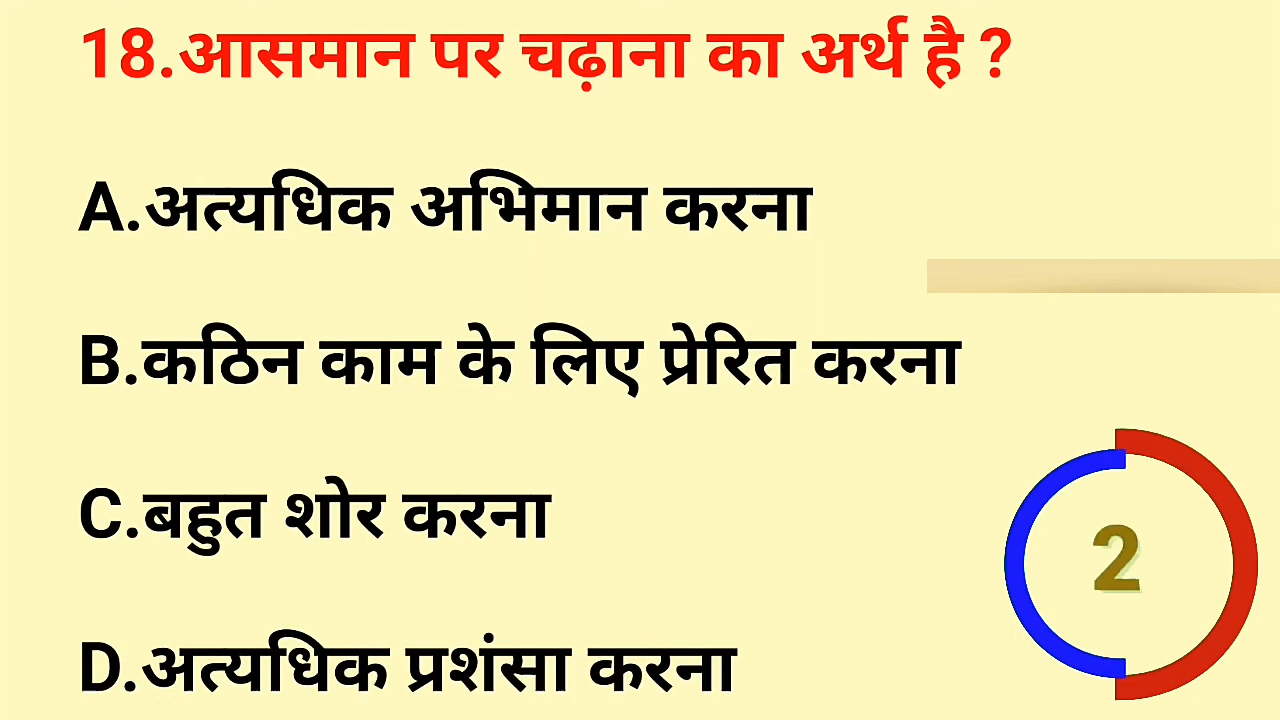 18.आसमान पर चढ़ाना का अर्थ है ?
A.अत्यधिक अभिमान करना
B.कठिन काम के लिए प्रेरित करना
C.बहुत शोर करना
2
D.अत्यधिक प्रशंसा करना